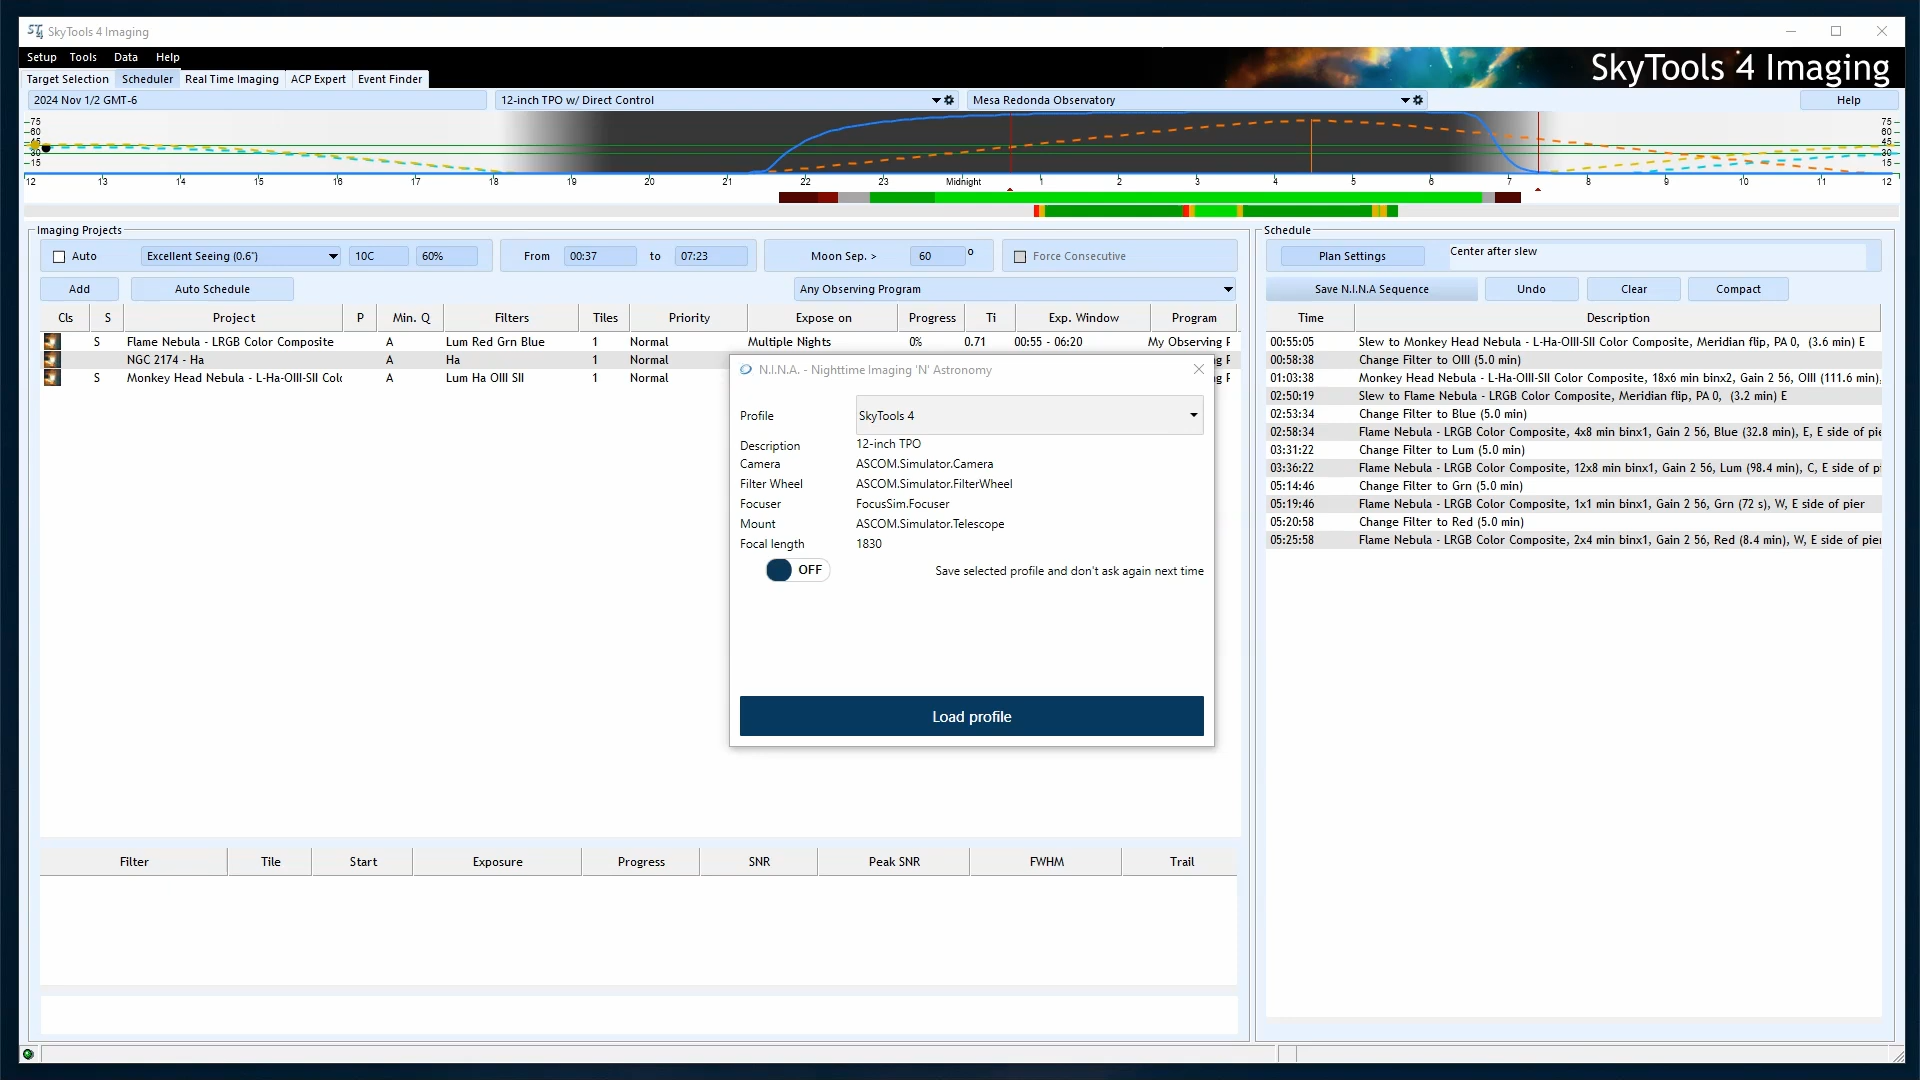 SkyTools 4 Imaging
Setup Tools Data Help
SkyTools 4 Imaging
Target Selection Scheduler Real Time Imaging ACP Expert Event Finder
2024 Nov 1/2 GMT-6 12-inch TPO w/ Direct Control Mesa Redonda Observatory Help
75 75
60 60
45 45
30 30
15 15
12 13 14 15 16 17 18 19 20 21 22 23 Midnight 1 2 3 4 5 6 7 8 9 10 11 12
Imaging Projects
Auto Excellent Seeing (0.6") 10C 60% From 00:37 to 07:23 Moon Sep. > 60 ° Force Consecutive
Add Auto Schedule Any Observing Program
Cls S Project P Min. Q Filters Tiles Priority Expose on Progress Ti Exp. Window Program
S Flame Nebula - LRGB Color Composite A Lum Red Grn Blue 1 Normal Multiple Nights 0% 0.71 00:55 - 06:20 My Observing P
NGC 2174 - Ha A Ha 1 Normal g P
S Monkey Head Nebula - L-Ha-OIII-SII Colo A Lum Ha OIII SII 1 Normal g P
N.I.N.A. - Nighttime Imaging 'N' Astronomy
Profile SkyTools 4
Description 12-inch TPO
Camera ASCOM.Simulator.Camera
Filter Wheel ASCOM.Simulator.FilterWheel
Focuser FocusSim.Focuser
Mount ASCOM.Simulator.Telescope
Focal length 1830
OFF Save selected profile and don't ask again next time
Load profile
Filter Tile Start Exposure Progress SNR Peak SNR FWHM Trail
Schedule
Plan Settings Center after slew
Save N.I.N.A Sequence Undo Clear Compact
Time Description
00:55:05 Slew to Monkey Head Nebula - L-Ha-OIII-SII Color Composite, Meridian flip, PA 0, (3.6 min) E
00:58:38 Change Filter to OIII (5.0 min)
01:03:38 Monkey Head Nebula - L-Ha-OIII-SII Color Composite, 18x6 min binx2, Gain 2 56, OIII (111.6 min),
02:50:19 Slew to Flame Nebula - LRGB Color Composite, Meridian flip, PA 0, (3.2 min) E
02:53:34 Change Filter to Blue (5.0 min)
02:58:34 Flame Nebula - LRGB Color Composite, 4x8 min binx1, Gain 2 56, Blue (32.8 min), E, E side of pie
03:31:22 Change Filter to Lum (5.0 min)
03:36:22 Flame Nebula - LRGB Color Composite, 12x8 min binx1, Gain 2 56, Lum (98.4 min), C, E side of p
05:14:46 Change Filter to Grn (5.0 min)
05:19:46 Flame Nebula - LRGB Color Composite, 1x1 min binx1, Gain 2 56, Grn (72 s), W, E side of pier
05:20:58 Change Filter to Red (5.0 min)
05:25:58 Flame Nebula - LRGB Color Composite, 2x4 min binx1, Gain 2 56, Red (8.4 min), W, E side of pier